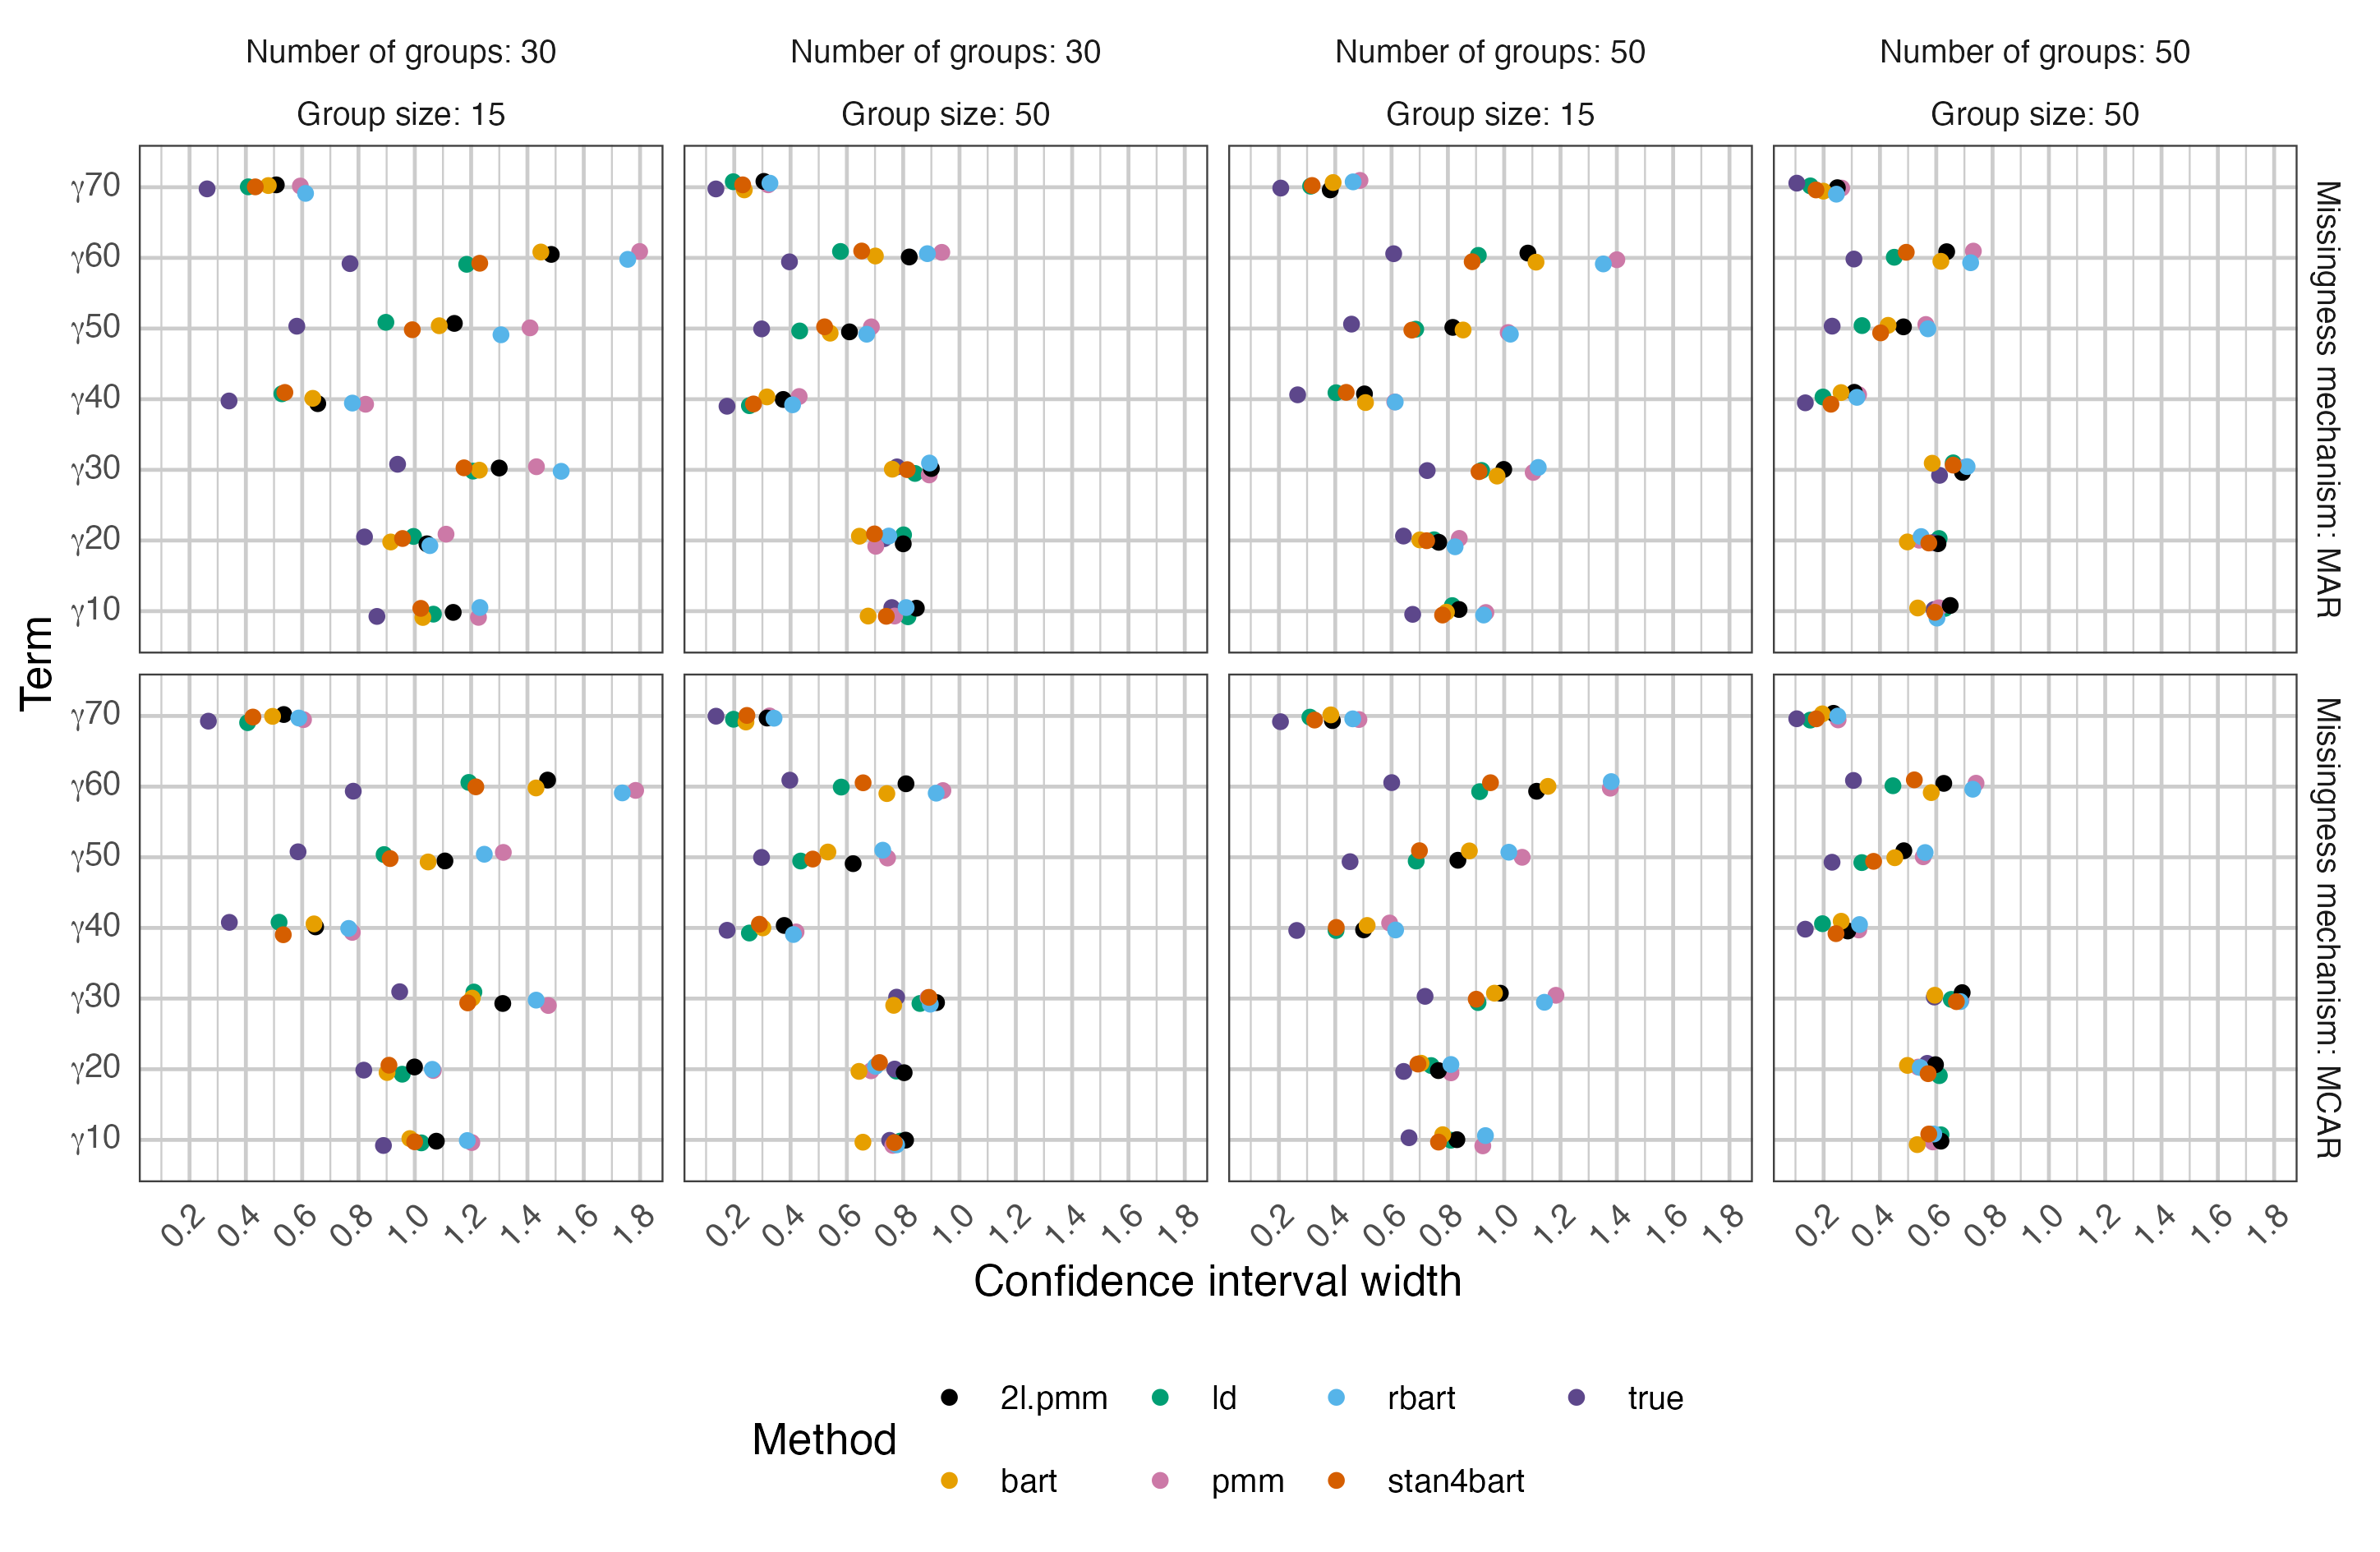 Number of groups: 30
Number of groups: 30
Number of groups: 50
Number of groups: 50
Group size: 15
Group size: 50
Group size: 15
Group size: 50
γ70
γ60
γ50
γ40
γ30
γ20
γ10
Missingness mechanism: MAR
Term
γ70
γ60
γ50
γ40
γ30
γ20
γ10
Missingness mechanism: MCAR
0.2 0.4 0.6 0.8 1.0 1.2 1.4 1.6 1.8
0.2 0.4 0.6 0.8 1.0 1.2 1.4 1.6 1.8
0.2 0.4 0.6 0.8 1.0 1.2 1.4 1.6 1.8
0.2 0.4 0.6 0.8 1.0 1.2 1.4 1.6 1.8
Confidence interval width
Method
2l.pmm ld rbart true
bart pmm stan4bart